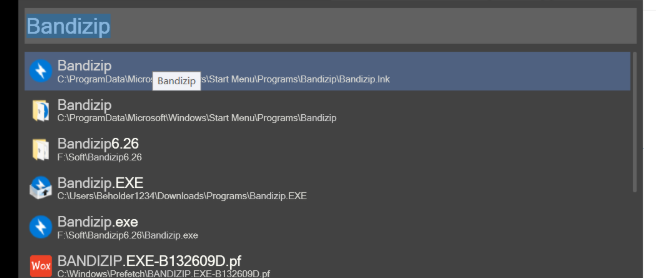 Bandizip
Bandizip
C:\ProgramData\Micros Bandizip s\Start Menu\Programs\Bandizip\Bandizip.lnk
Bandizip
C:\ProgramData\Microsoft\Windows\Start Menu\Programs\Bandizip
Bandizip6.26
F:\Soft\Bandizip6.26
Bandizip.EXE
C:\Users\Beholder1234\Downloads\Programs\Bandizip.EXE
Bandizip.exe
F:\Soft\Bandizip6.26\Bandizip.exe
Wox BANDIZIP.EXE-B132609D.pf
C:\Windows\Prefetch\BANDIZIP.EXE-B132609D.pf